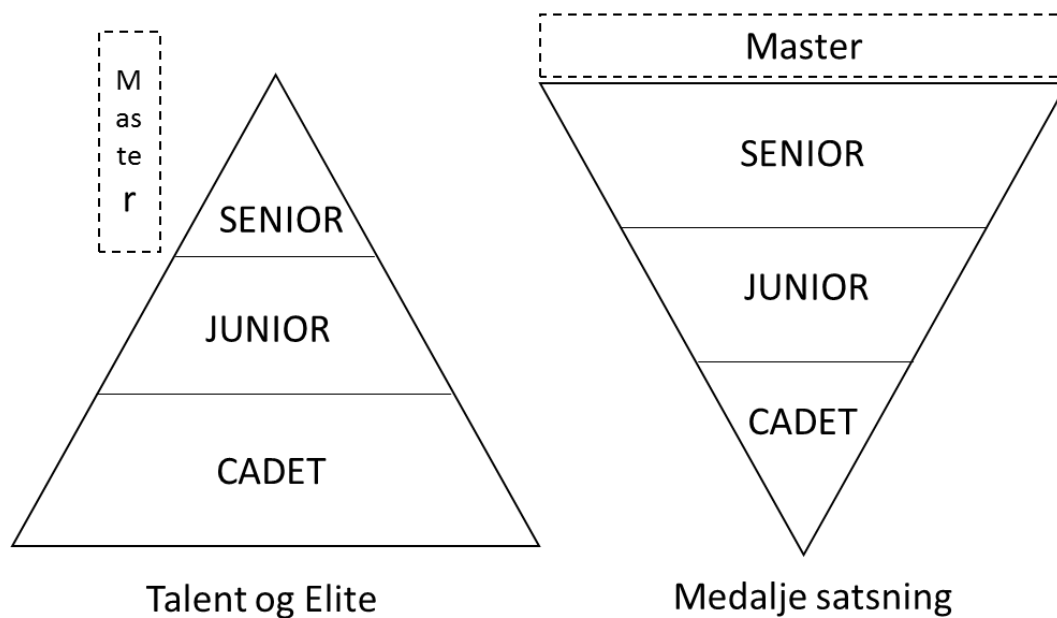 M
as
te
r
SENIOR
JUNIOR
CADET
Talent og Elite
Master
SENIOR
JUNIOR
CADET
Medalje satsning